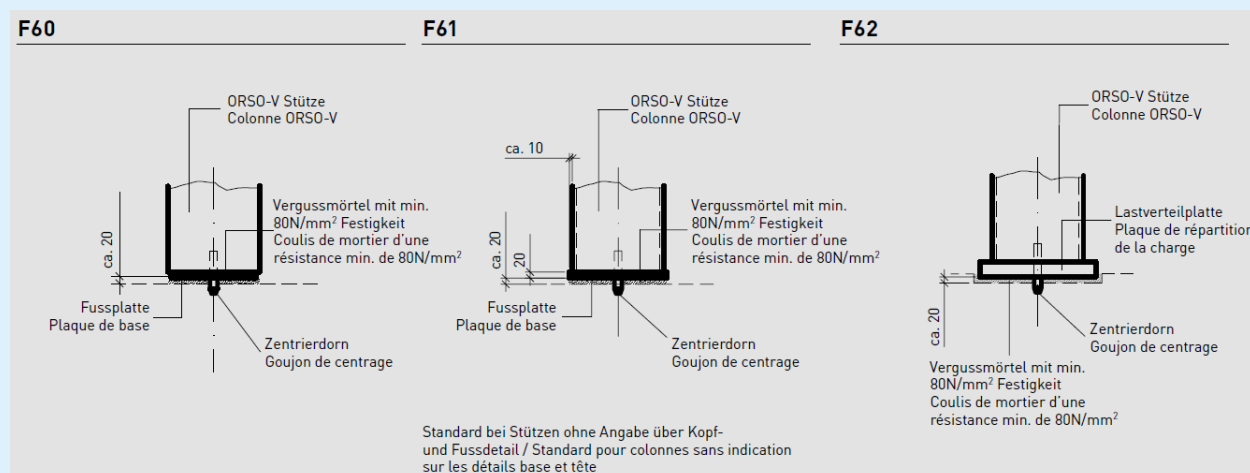 F60
ORSO-V Stütze
Colonne ORSO-V
ca. 20
Vergussmörtel mit min.
80N/mm² Festigkeit
Coulis de mortier d'une
résistance min. de 80N/mm²
Fussplatte
Plaque de base
Zentrierdorn
Goujon de centrage
F61
ORSO-V Stütze
Colonne ORSO-V
ca. 10
ca. 20
20
Vergussmörtel mit min.
80N/mm² Festigkeit
Coulis de mortier d'une
résistance min. de 80N/mm²
Fussplatte
Plaque de base
Zentrierdorn
Goujon de centrage
Standard bei Stützen ohne Angabe über Kopf-
und Fussdetail / Standard pour colonnes sans indication
sur les détails base et tête
F62
ORSO-V Stütze
Colonne ORSO-V
Lastverteilplatte
Plaque de répartition
de la charge
ca. 20
Zentrierdorn
Goujon de centrage
Vergussmörtel mit min.
80N/mm² Festigkeit
Coulis de mortier d'une
résistance min. de 80N/mm²